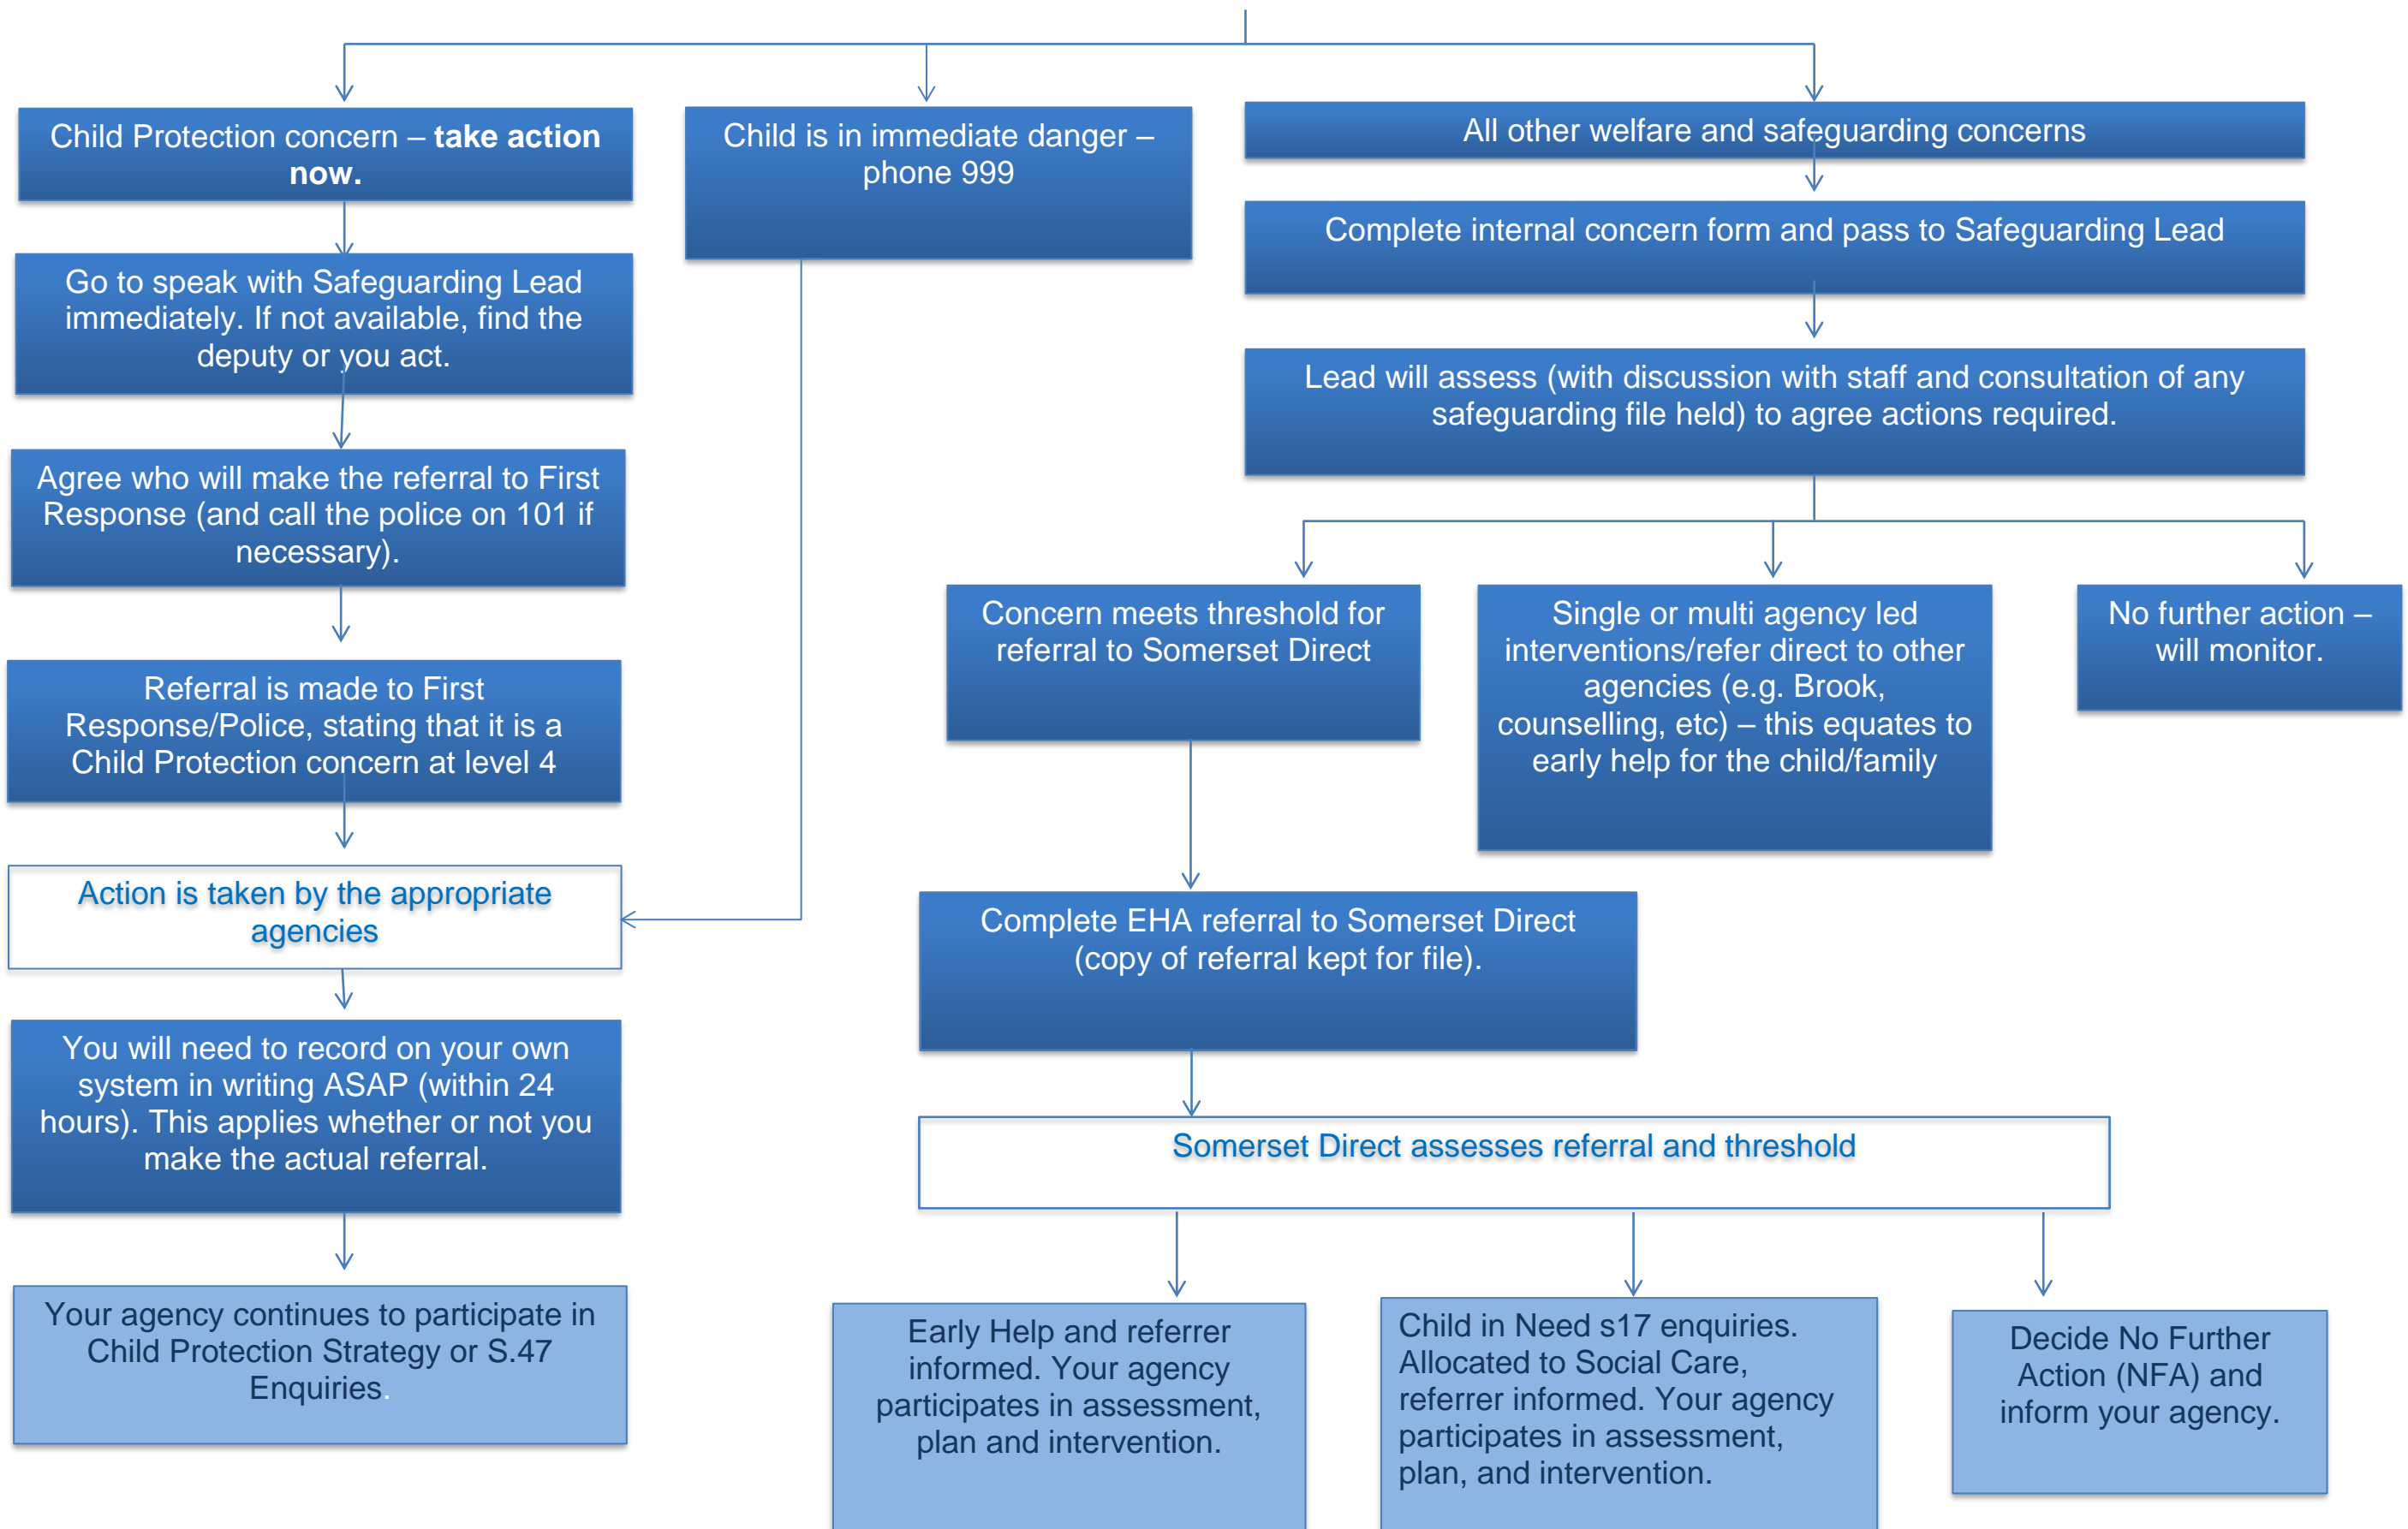 Child Protection concern – take action
now.
Go to speak with Safeguarding Lead
immediately. If not available, find the
deputy or you act.
Agree who will make the referral to First
Response (and call the police on 101 if
necessary).
Referral is made to First
Response/Police, stating that it is a
Child Protection concern at level 4
Action is taken by the appropriate
agencies
You will need to record on your own
system in writing ASAP (within 24
hours). This applies whether or not you
make the actual referral.
Your agency continues to participate in
Child Protection Strategy or S.47
Enquiries.
Child is in immediate danger –
phone 999
All other welfare and safeguarding concerns
Complete internal concern form and pass to Safeguarding Lead
Lead will assess (with discussion with staff and consultation of any
safeguarding file held) to agree actions required.
Concern meets threshold for
referral to Somerset Direct
Single or multi agency led
interventions/refer direct to other
agencies (e.g. Brook,
counselling, etc) – this equates to
early help for the child/family
No further action –
will monitor.
Complete EHA referral to Somerset Direct
(copy of referral kept for file).
Somerset Direct assesses referral and threshold
Early Help and referrer
informed. Your agency
participates in assessment,
plan and intervention.
Child in Need s17 enquiries.
Allocated to Social Care,
referrer informed. Your agency
participates in assessment,
plan, and intervention.
Decide No Further
Action (NFA) and
inform your agency.